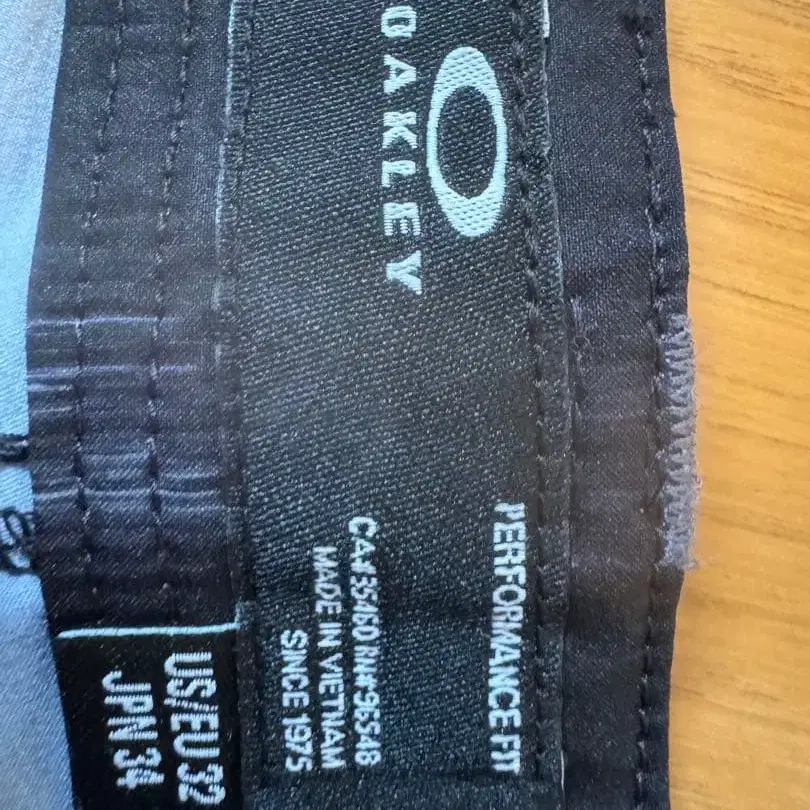 OAKLEY
PERFORMANCE FIT
CA#35460 RN#96548
MADE IN VIETNAM
SINCE 1975
US/EU 32
JPN 34